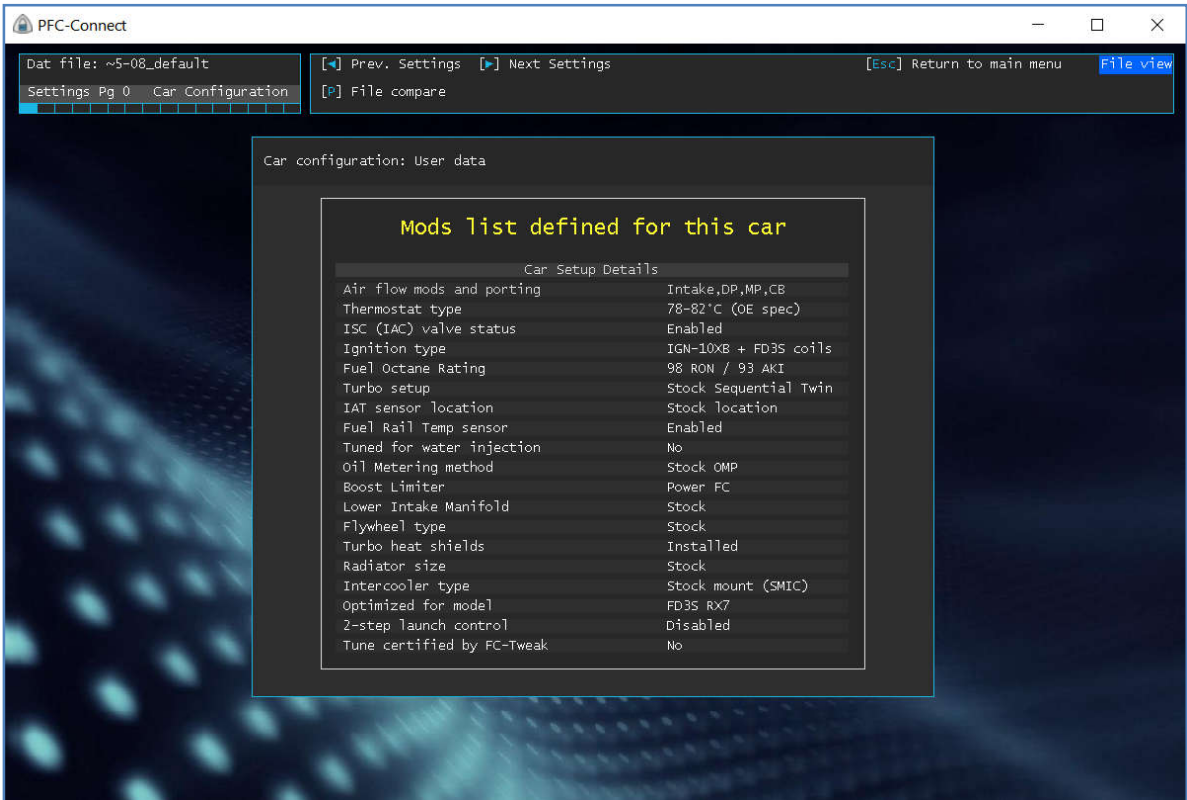 PFC-Connect
Dat file: ~5-08_default
Settings Pg 0 Car Configuration
[◄] Prev. Settings [►] Next Settings [Esc] Return to main menu File view
[P] File compare
Car configuration: User data
Mods list defined for this car
Car Setup Details
Air flow mods and porting Intake,DP,MP,CB
Thermostat type 78-82°C (OE spec)
ISC (IAC) valve status Enabled
Ignition type IGN-10XB + FD3S coils
Fuel Octane Rating 98 RON / 93 AKI
Turbo setup Stock Sequential Twin
IAT sensor location Stock location
Fuel Rail Temp sensor Enabled
Tuned for water injection No
Oil Metering method Stock OMP
Boost Limiter Power FC
Lower Intake Manifold Stock
Flywheel type Stock
Turbo heat shields Installed
Radiator size Stock
Intercooler type Stock mount (SMIC)
Optimized for model FD3S RX7
2-step launch control Disabled
Tune certified by FC-Tweak No